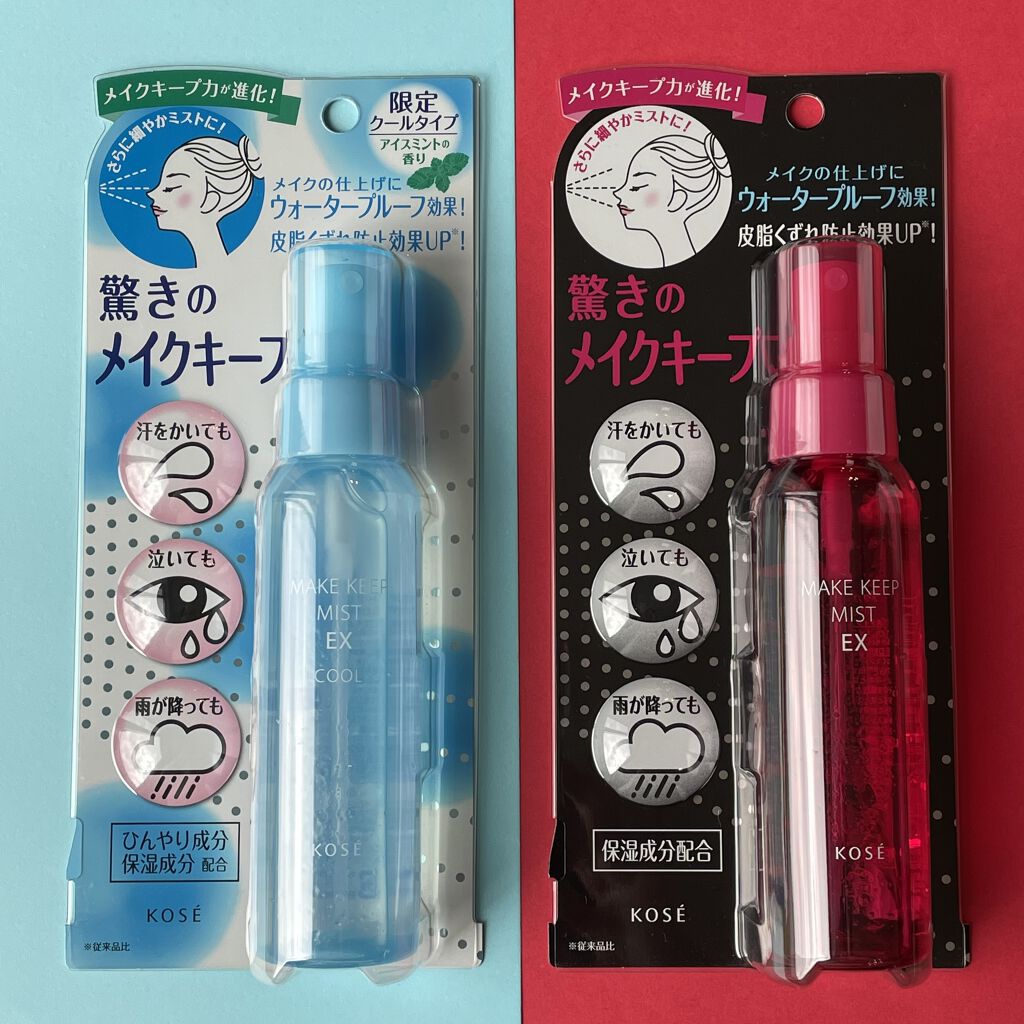 メイクキープ力が進化!
さらに細やかミストに!
限定
クールタイプ
アイスミントの
香り
メイクの仕上げに
ウォータープルーフ効果!
皮脂くずれ防止効果UP※!
驚きの
メイクキープ
汗をかいても
泣いても
雨が降っても
ひんやり成分
保湿成分 配合
KOSÉ
※従来品比
MAKE KEEP
MIST
EX
COOL
KOSÉ
メイクキープ力が進化!
さらに細やかミストに!
メイクの仕上げに
ウォータープルーフ効果!
皮脂くずれ防止効果UP※!
驚きの
メイクキープ
汗をかいても
泣いても
雨が降っても
保湿成分配合
KOSÉ
※従来品比
MAKE KEEP
MIST
EX
KOSÉ